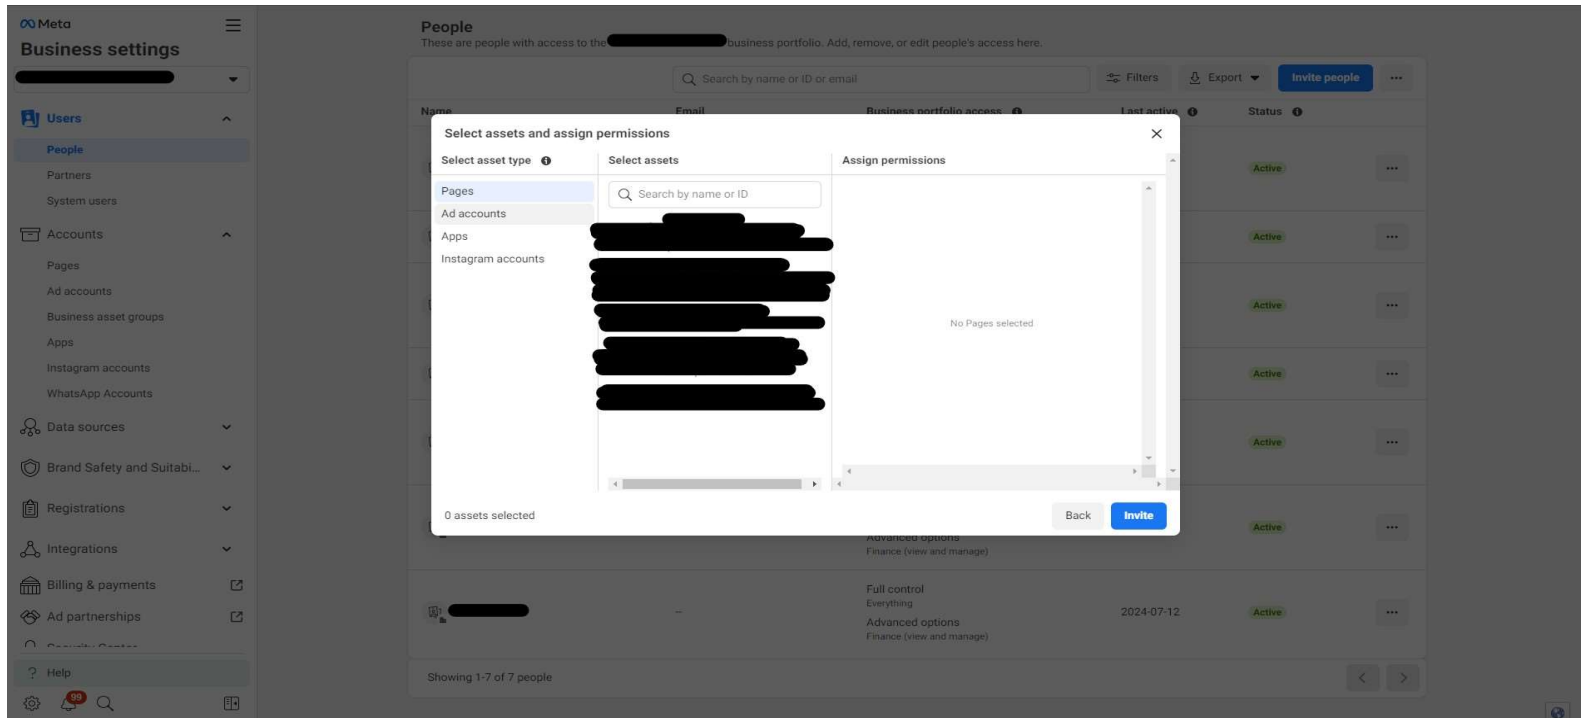 Meta
Business settings
Users
People
Partners
System users
Accounts
Pages
Ad accounts
Business asset groups
Apps
Instagram accounts
WhatsApp Accounts
Data sources
Brand Safety and Suitabi...
Registrations
Integrations
Billing & payments
Ad partnerships
Security Center
? Help
99
People
These are people with access to the business portfolio. Add, remove, or edit people's access here.
Search by name or ID or email
Filters
Export
Invite people
Name Email Business portfolio access Last active Status
Select assets and assign permissions
Select asset type
Select assets
Assign permissions
Pages
Ad accounts
Apps
Instagram accounts
Search by name or ID
No Pages selected
0 assets selected
Back
Invite
Active
Active
Active
Active
Active
Advanced options
Finance (view and manage)
Active
Full control
Everything
Advanced options
Finance (view and manage)
--
2024-07-12
Active
Showing 1-7 of 7 people